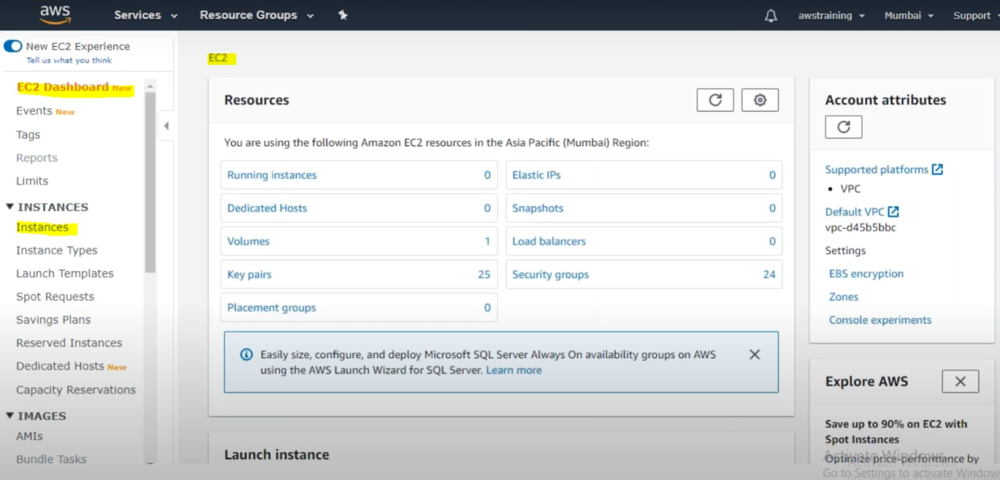 aws
Services
Resource Groups
awstraining
Mumbai
Support
New EC2 Experience
Tell us what you think
EC2 Dashboard New
Events New
Tags
Reports
Limits
INSTANCES
Instances
Instance Types
Launch Templates
Spot Requests
Savings Plans
Reserved Instances
Dedicated Hosts New
Capacity Reservations
IMAGES
AMIs
Bundle Tasks
EC2
Resources
You are using the following Amazon EC2 resources in the Asia Pacific (Mumbai) Region:
Running instances 0
Elastic IPs 0
Dedicated Hosts 0
Snapshots 0
Volumes 1
Load balancers 0
Key pairs 25
Security groups 24
Placement groups 0
Easily size, configure, and deploy Microsoft SQL Server Always On availability groups on AWS
using the AWS Launch Wizard for SQL Server. Learn more
Launch instance
Account attributes
Supported platforms
• VPC
Default VPC
vpc-d45b5bbc
Settings
EBS encryption
Zones
Console experiments
Explore AWS
Save up to 90% on EC2 with
Spot Instances
Activate Windows
Optimize price-performance by
Go to Settings to activate Window